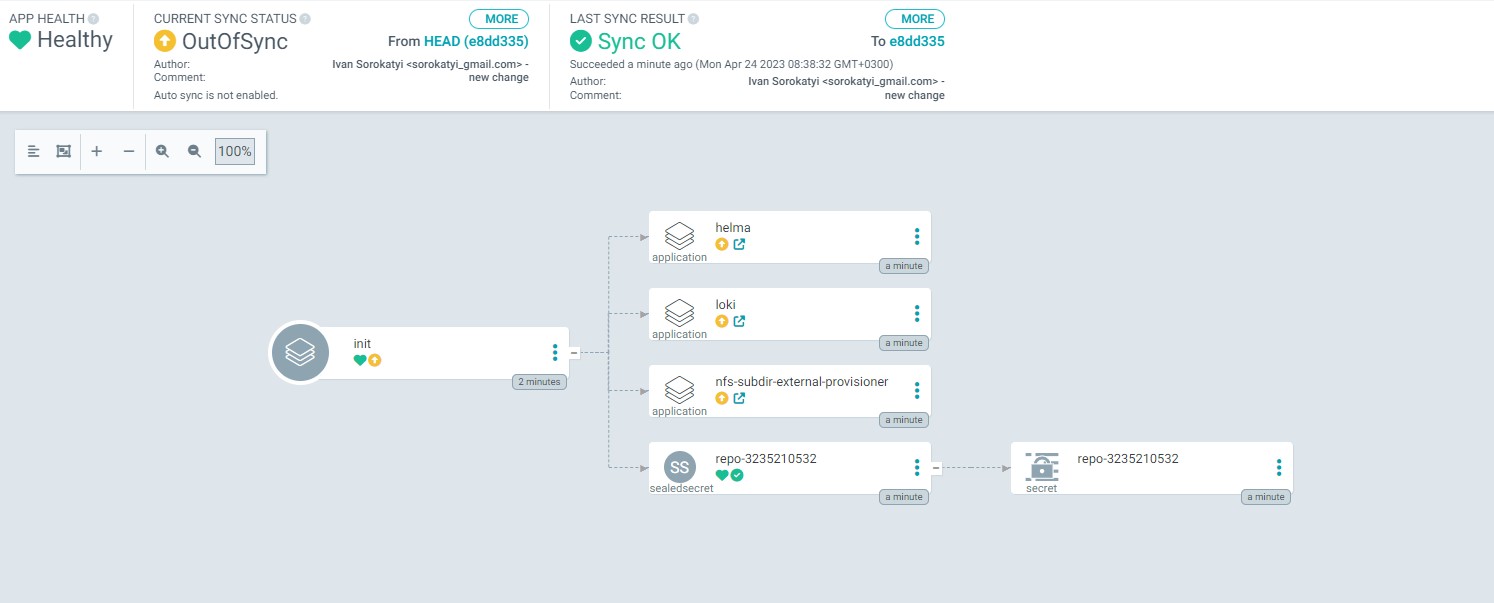 APP HEALTH ?
Healthy
CURRENT SYNC STATUS ?
MORE
OutOfSync
From HEAD (e8dd335)
Author:
Ivan Sorokatyi <sorokatyi_gmail.com> -
Comment:
new change
Auto sync is not enabled.
LAST SYNC RESULT ?
MORE
Sync OK
To e8dd335
Succeeded a minute ago (Mon Apr 24 2023 08:38:32 GMT+0300)
Author:
Ivan Sorokatyi <sorokatyi_gmail.com> -
Comment:
new change
100%
init
2 minutes
helma
application
a minute
loki
application
a minute
nfs-subdir-external-provisioner
application
a minute
SS
repo-3235210532
sealedsecret
a minute
repo-3235210532
secret
a minute